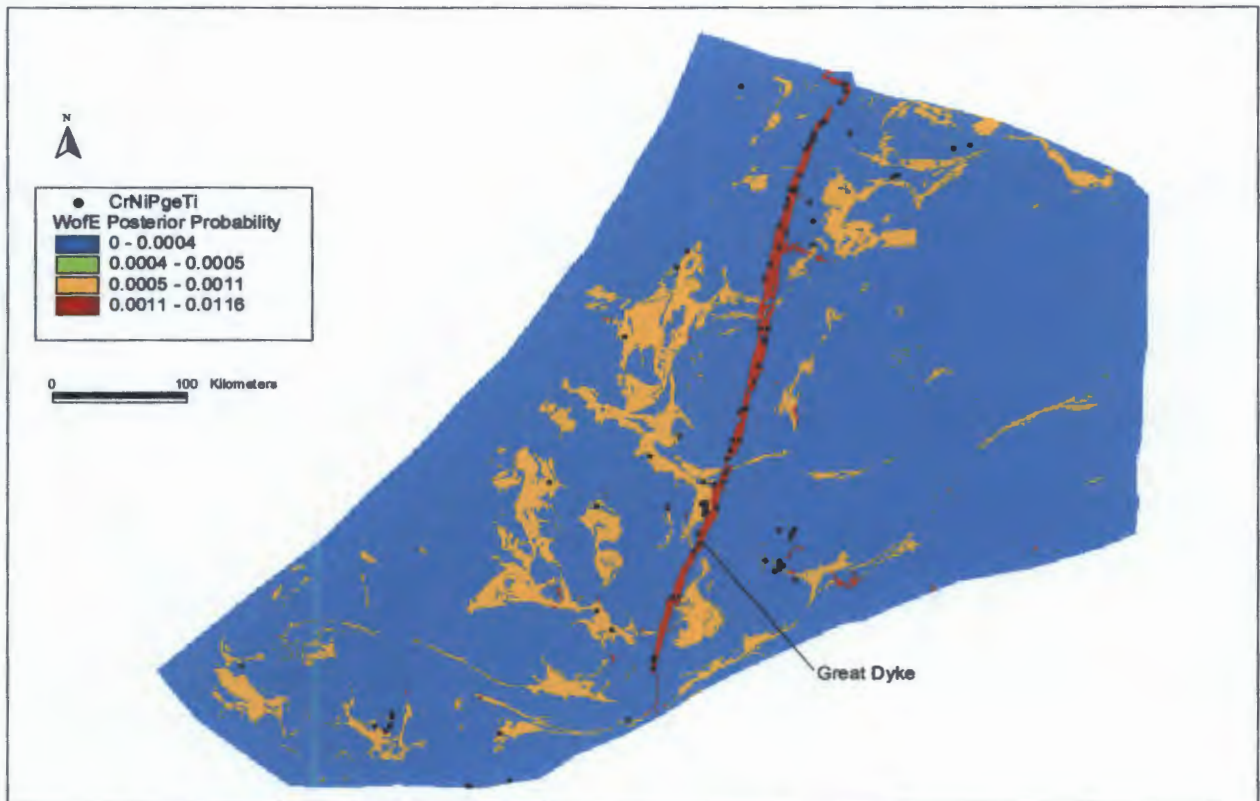 N
CrNiPgeTi
WofE Posterior Probability
0 - 0.0004
0.0004 - 0.0005
0.0005 - 0.0011
0.0011 - 0.0116
0 100 Kilometers
Great Dyke